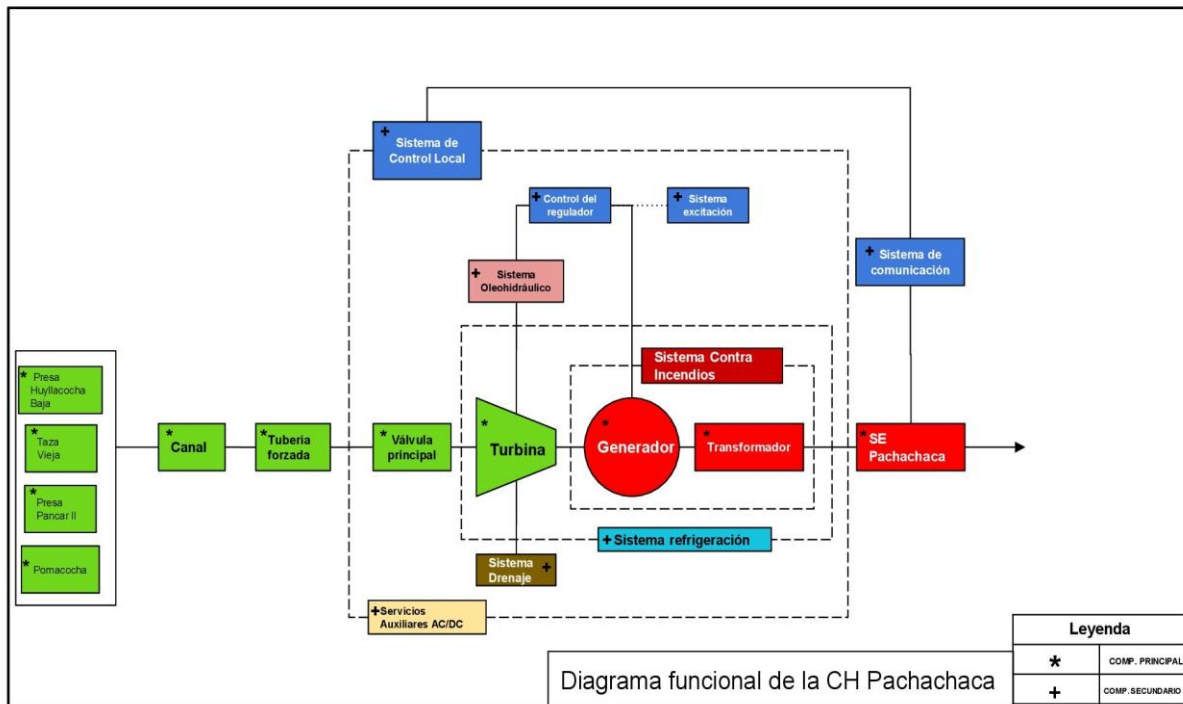 + Sistema de
Control Local
+ Control del
regulador
+ Sistema
excitación
+ Sistema de
comunicación
+ Sistema
Oleohidráulico
Sistema Contra
Incendios
* Presa
Huyllacocha
Baja
* Taza
Vieja
* Presa
Pancar II
* Pomacocha
* Canal
* Tuberia
forzada
* Válvula
principal
* Turbina
* Generador
* Transformador
* SE
Pachachaca
+ Sistema refrigeración
Sistema +
Drenaje
+ Servicios
Auxiliares AC/DC
Diagrama funcional de la CH Pachachaca
Leyenda
* COMP. PRINCIPAL
+ COMP. SECUNDARIO